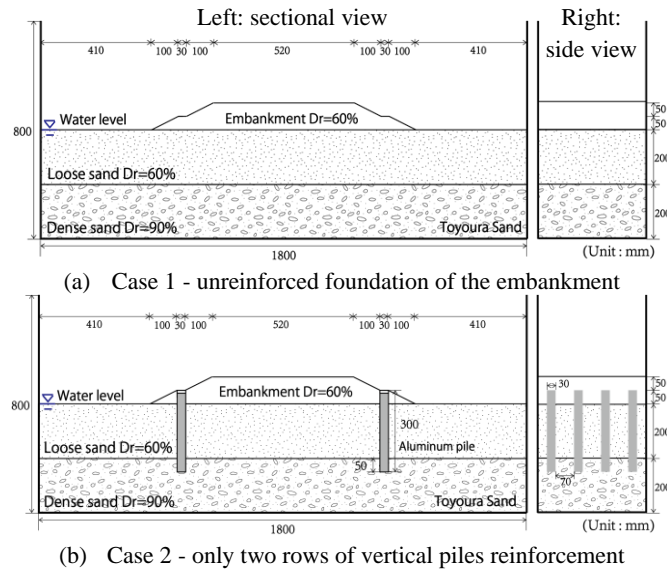 Left: sectional view
Right:
side view
410 100 30 100 520 100 30 100 410
800
Water level
Embankment Dr=60%
50
50
200
200
Loose sand Dr=60%
Dense sand Dr=90%
Toyoura Sand
1800
(Unit : mm)
(a) Case 1 - unreinforced foundation of the embankment
410 100 30 100 520 100 30 100 410
800
Water level
Embankment Dr=60%
300
Aluminum pile
50
30
50
50
200
70
200
Loose sand Dr=60%
Dense sand Dr=90%
Toyoura Sand
1800
(Unit : mm)
(b) Case 2 - only two rows of vertical piles reinforcement